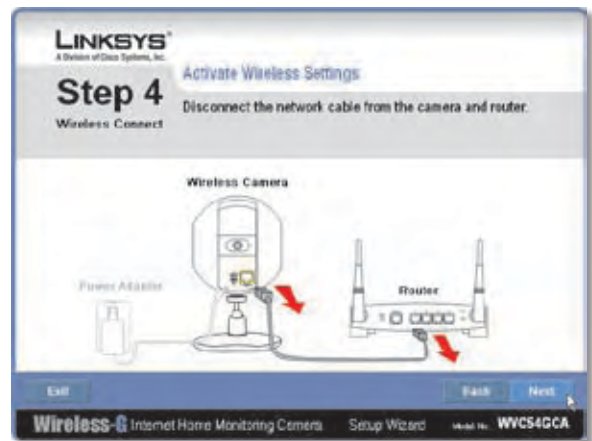 LINKSYS®
A Division of Cisco Systems, Inc.
Step 4
Wireless Connect
Activate Wireless Settings
Disconnect the network cable from the camera and router.
Wireless Camera
Power Adapter
Router
Exit
Back
Next
Wireless-G Internet Home Monitoring Camera
Setup Wizard
Model No.
WVC54GCA